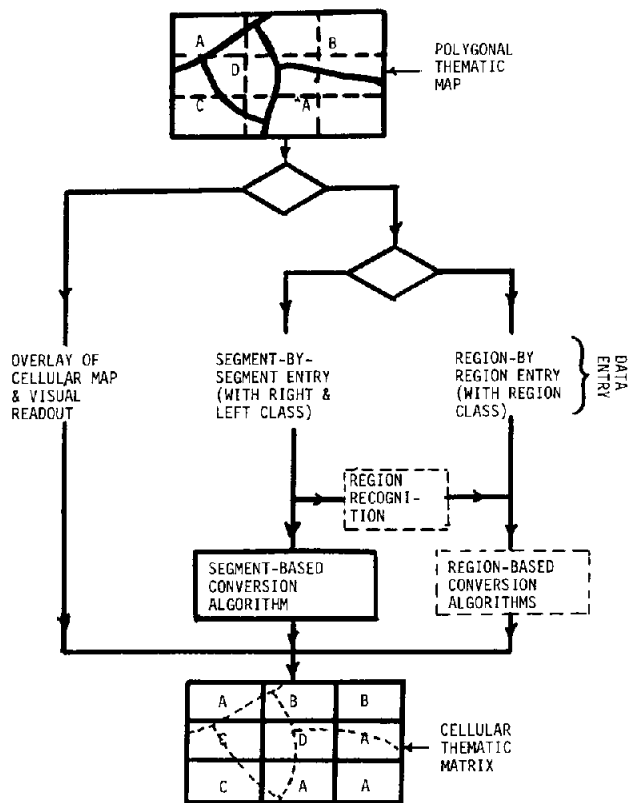 A
B
D
C
A
POLYGONAL
THEMATIC
MAP
OVERLAY OF
CELLULAR MAP
& VISUAL
READOUT
SEGMENT-BY-
SEGMENT ENTRY
(WITH RIGHT &
LEFT CLASS)
REGION-BY
REGION ENTRY
(WITH REGION
CLASS)
DATA
ENTRY
REGION
RECOGNI-
TION
SEGMENT-BASED
CONVERSION
ALGORITHM
REGION-BASED
CONVERSION
ALGORITHMS
A B B
D A
C A A
CELLULAR
THEMATIC
MATRIX